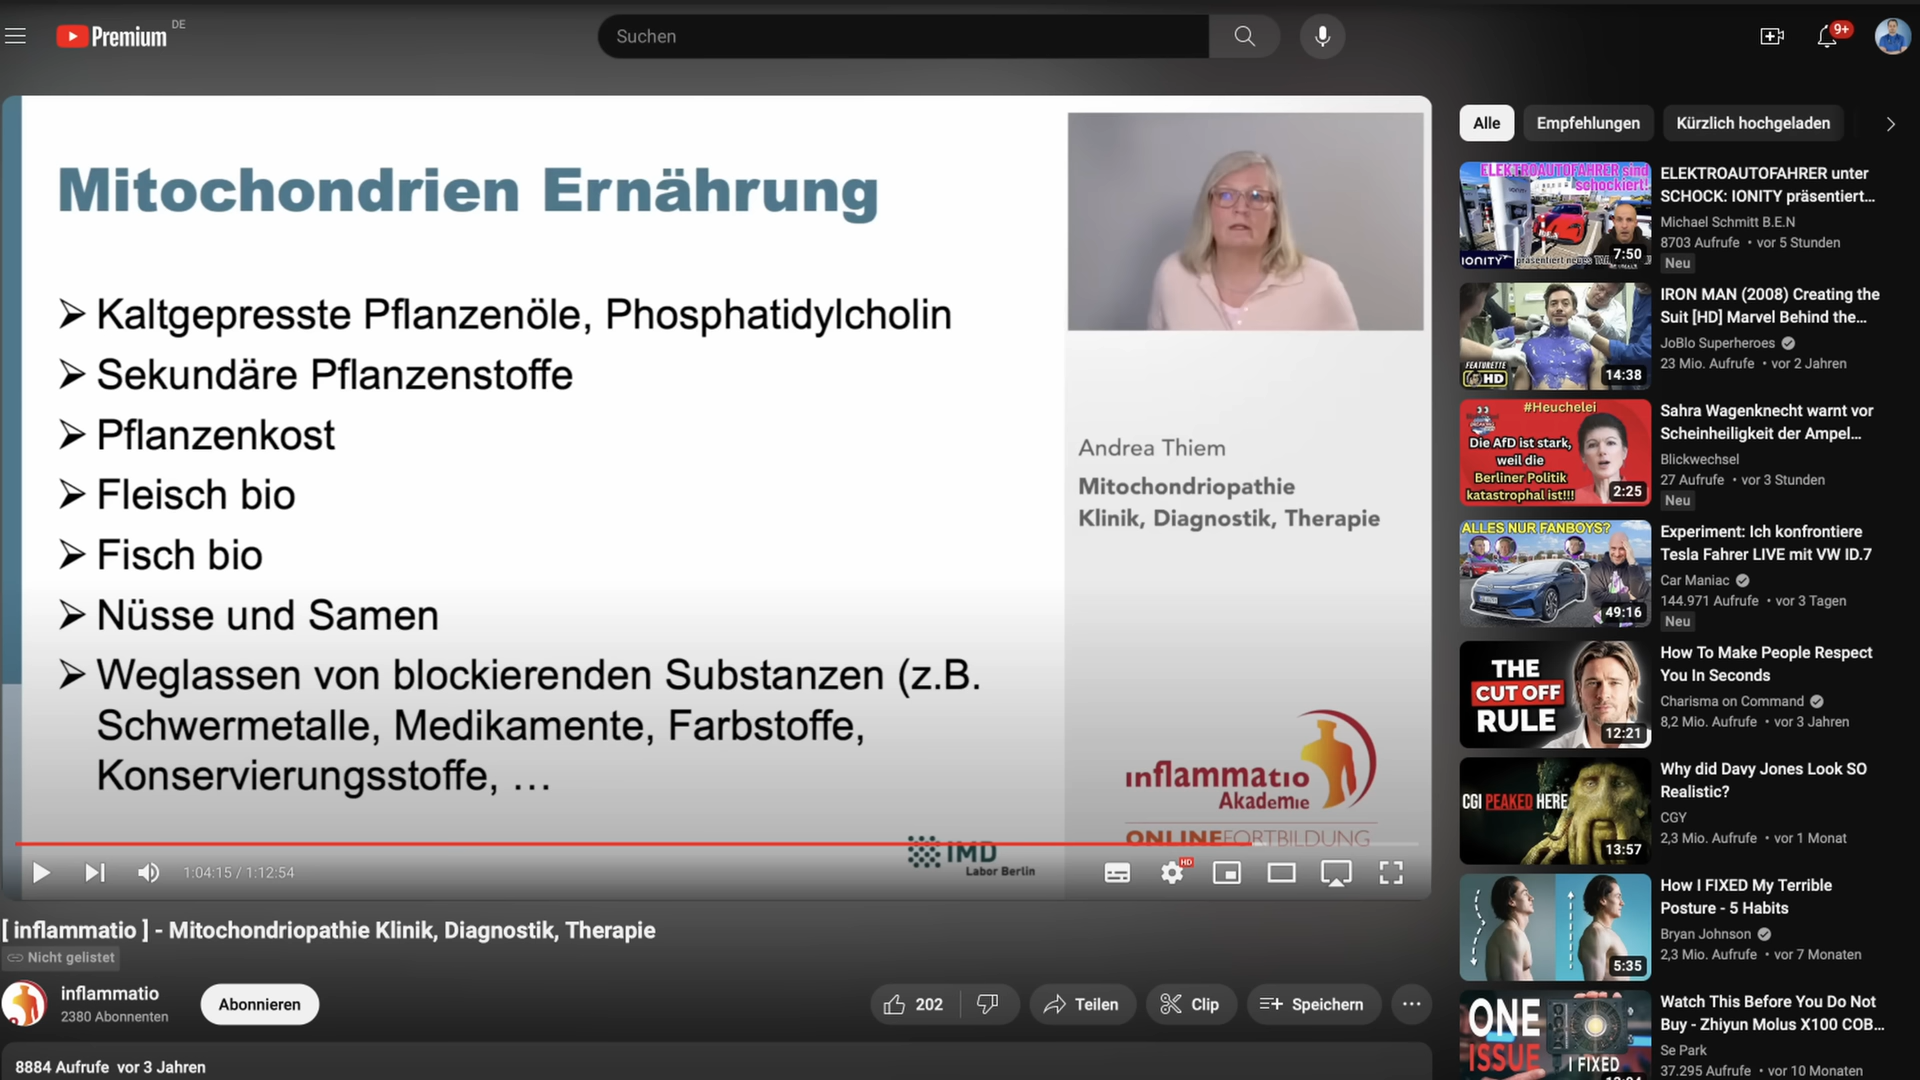 Premium
DE
Suchen
9+
Mitochondrien Ernährung
Kaltgepresste Pflanzenöle, Phosphatidylcholin
Sekundäre Pflanzenstoffe
Pflanzenkost
Fleisch bio
Fisch bio
Nüsse und Samen
Weglassen von blockierenden Substanzen (z.B.
Schwermetalle, Medikamente, Farbstoffe,
Konservierungsstoffe, …
Andrea Thiem
Mitochondriopathie
Klinik, Diagnostik, Therapie
inflammatio
Akademie
ONLINEFORTBILDUNG
IMD
Labor Berlin
1:04:15 / 1:12:54
HD
[ inflammatio ] - Mitochondriopathie Klinik, Diagnostik, Therapie
Nicht gelistet
inflammatio
2380 Abonnenten
Abonnieren
202
Teilen
Clip
Speichern
8884 Aufrufe vor 3 Jahren
Alle
Empfehlungen
Kürzlich hochgeladen
ELEKTROAUTOFAHRER sind
schockiert!
IONITY
präsentiert neues
7:50
ELEKTROAUTOFAHRER unter
SCHOCK: IONITY präsentiert...
Michael Schmitt B.E.N
8703 Aufrufe • vor 5 Stunden
Neu
FEATURETTE
HD
14:38
IRON MAN (2008) Creating the
Suit [HD] Marvel Behind the...
JoBlo Superheroes
23 Mio. Aufrufe • vor 2 Jahren
#Heuchelei
Die AfD ist stark,
weil die
Berliner Politik
katastrophal ist!!!
2:25
Sahra Wagenknecht warnt vor
Scheinheiligkeit der Ampel...
Blickwechsel
27 Aufrufe • vor 3 Stunden
Neu
ALLES NUR FANBOYS?
49:16
Experiment: Ich konfrontiere
Tesla Fahrer LIVE mit VW ID.7
Car Maniac
144.971 Aufrufe • vor 3 Tagen
Neu
THE
CUT OFF
RULE
12:21
How To Make People Respect
You In Seconds
Charisma on Command
8,2 Mio. Aufrufe • vor 3 Jahren
CGI PEAKED HERE
13:57
Why did Davy Jones Look SO
Realistic?
CGY
2,3 Mio. Aufrufe • vor 1 Monat
5:35
How I FIXED My Terrible
Posture - 5 Habits
Bryan Johnson
2,3 Mio. Aufrufe • vor 7 Monaten
ONE
ISSUE
I FIXED
Watch This Before You Do Not
Buy - Zhiyun Molus X100 COB...
Se Park
37.295 Aufrufe • vor 10 Monaten